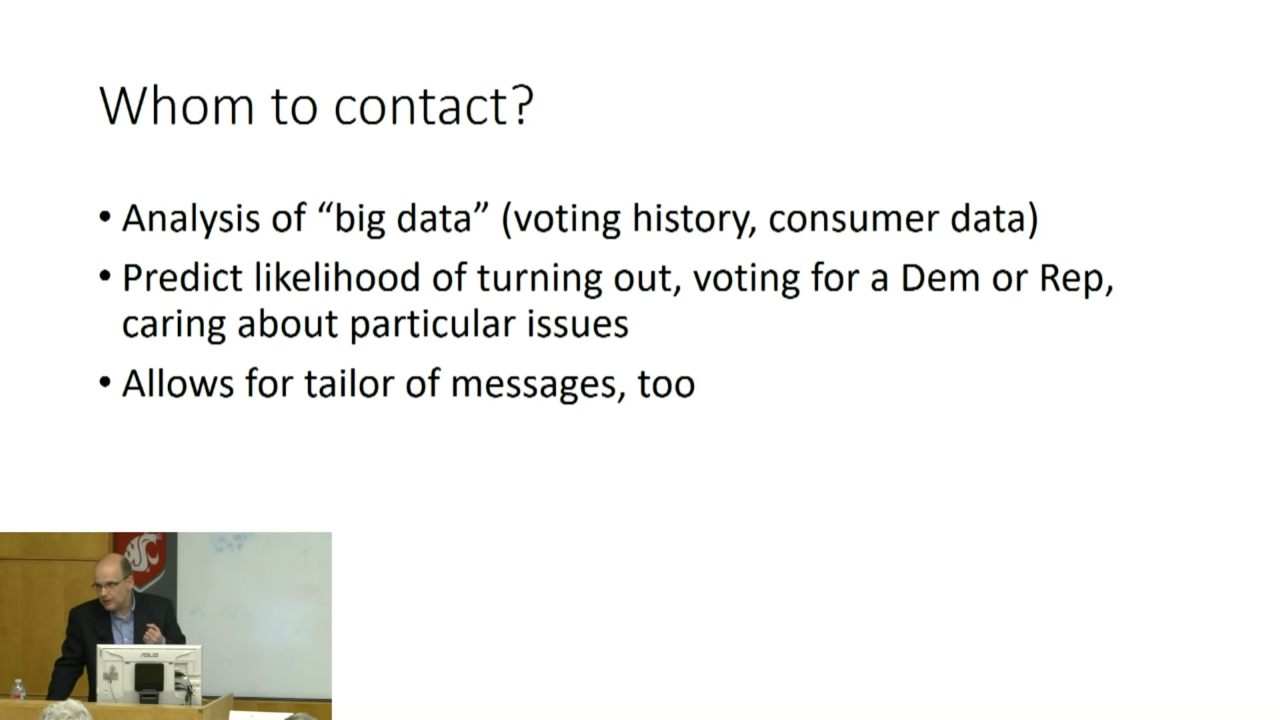 Whom to contact?
• Analysis of “big data” (voting history, consumer data)
• Predict likelihood of turning out, voting for a Dem or Rep,
caring about particular issues
• Allows for tailor of messages, too
ASUS